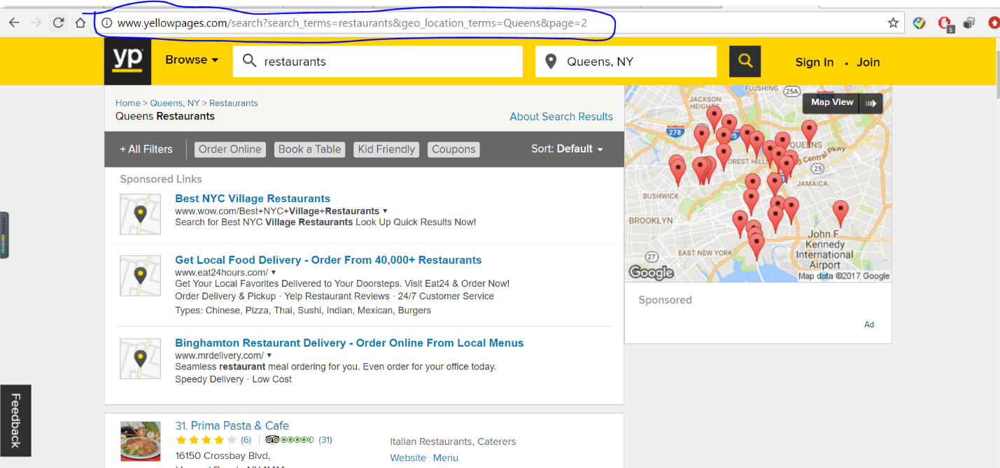 www.yellowpages.com/search?search_terms=restaurants&geo_location_terms=Queens&page=2
5
yp
Browse
restaurants
Queens, NY
Sign In . Join
Home > Queens, NY > Restaurants
Queens Restaurants
About Search Results
+ All Filters
Order Online
Book a Table
Kid Friendly
Coupons
Sort: Default
Sponsored Links
Best NYC Village Restaurants
www.wow.com/Best+NYC+Village+Restaurants
Search for Best NYC Village Restaurants Look Up Quick Results Now!
Get Local Food Delivery - Order From 40,000+ Restaurants
www.eat24hours.com/
Get Your Local Favorites Delivered to Your Doorsteps. Visit Eat24 & Order Now!
Order Delivery & Pickup · Yelp Restaurant Reviews · 24/7 Customer Service
Types: Chinese, Pizza, Thai, Sushi, Indian, Mexican, Burgers
Binghamton Restaurant Delivery - Order Online From Local Menus
www.mrdelivery.com/
Seamless restaurant meal ordering for you. Even order for your office today.
Speedy Delivery · Low Cost
31. Prima Pasta & Cafe
(6)
(31)
16150 Crossbay Blvd,
Italian Restaurants, Caterers
Website
Menu
Map View
FLUSHING
25A
JACKSON
HEIGHTS
278
QUEENS
FOREST HILLS
Central Pkwy
25
JAMAICA
BUSHWICK
BROOKLYN
EAST NEW YORK
27
John F.
Kennedy
International
Airport
Google
Map data ©2017 Google
Sponsored
Ad
Feedback